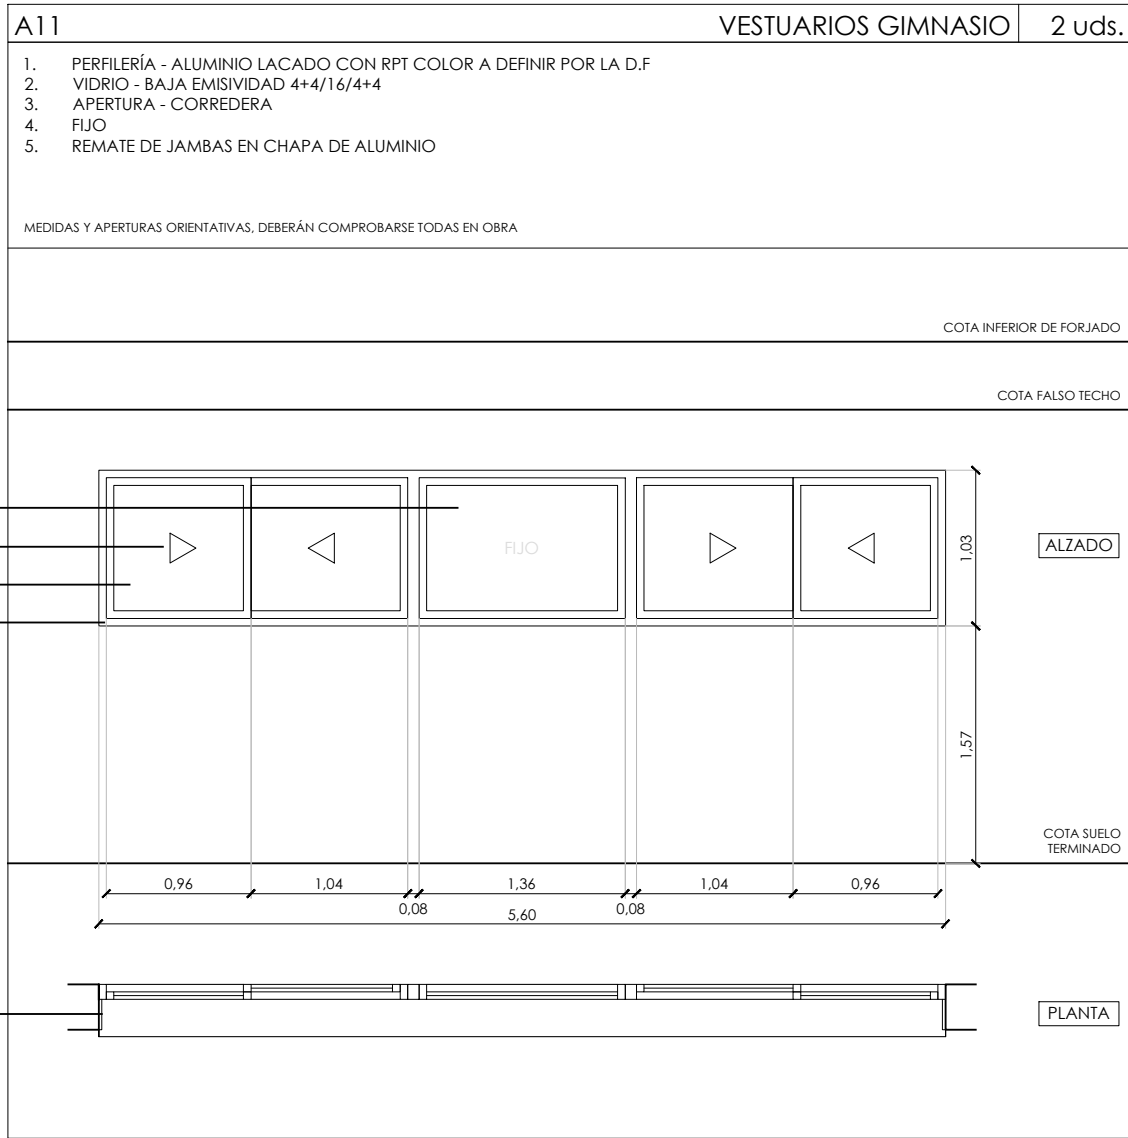 A11 VESTUARIOS GIMNASIO 2 uds.
1. PERFILERÍA - ALUMINIO LACADO CON RPT COLOR A DEFINIR POR LA D.F
2. VIDRIO - BAJA EMISIVIDAD 4+4/16/4+4
3. APERTURA - CORREDERA
4. FIJO
5. REMATE DE JAMBAS EN CHAPA DE ALUMINIO
MEDIDAS Y APERTURAS ORIENTATIVAS, DEBERÁN COMPROBARSE TODAS EN OBRA
COTA INFERIOR DE FORJADO
COTA FALSO TECHO
FIJO
1,03
ALZADO
1,57
COTA SUELO
TERMINADO
0,96 1,04 1,36 1,04 0,96
0,08 0,08
5,60
PLANTA